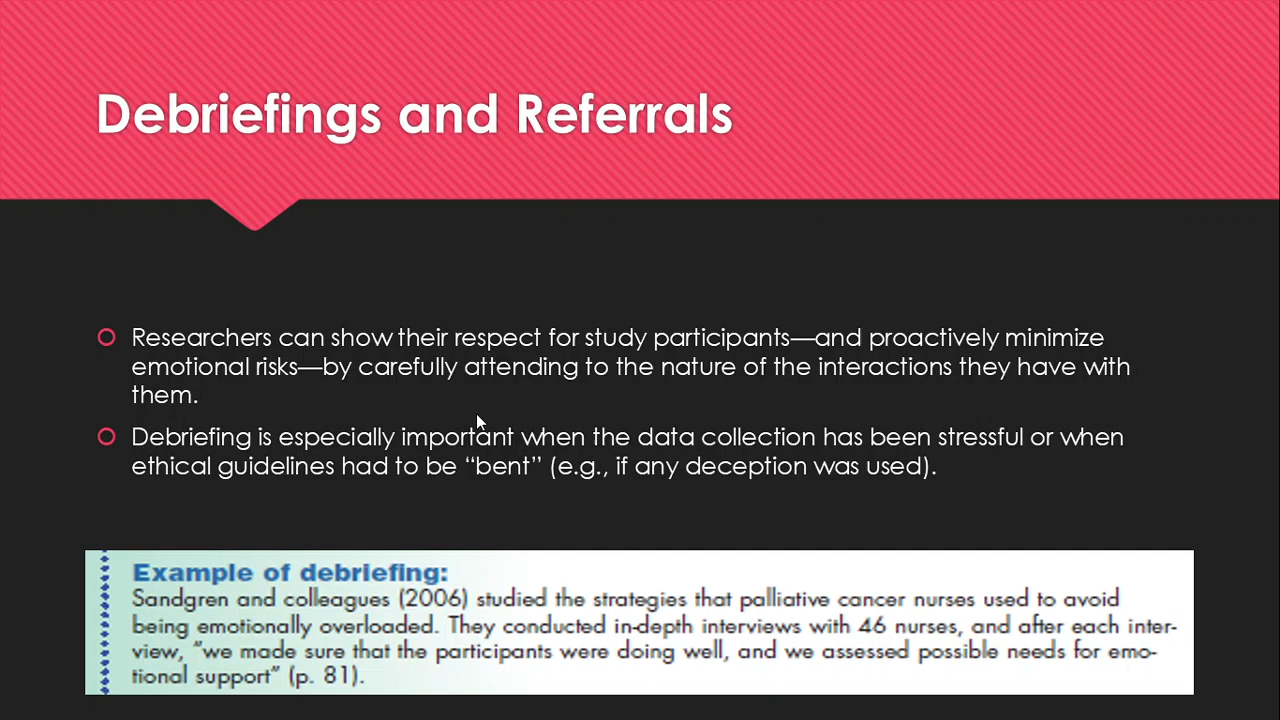 Debriefings and Referrals
Researchers can show their respect for study participants—and proactively minimize
emotional risks—by carefully attending to the nature of the interactions they have with
them.
Debriefing is especially important when the data collection has been stressful or when
ethical guidelines had to be “bent” (e.g., if any deception was used).
Example of debriefing:
Sandgren and colleagues (2006) studied the strategies that palliative cancer nurses used to avoid
being emotionally overloaded. They conducted in-depth interviews with 46 nurses, and after each inter-
view, “we made sure that the participants were doing well, and we assessed possible needs for emo-
tional support” (p. 81).